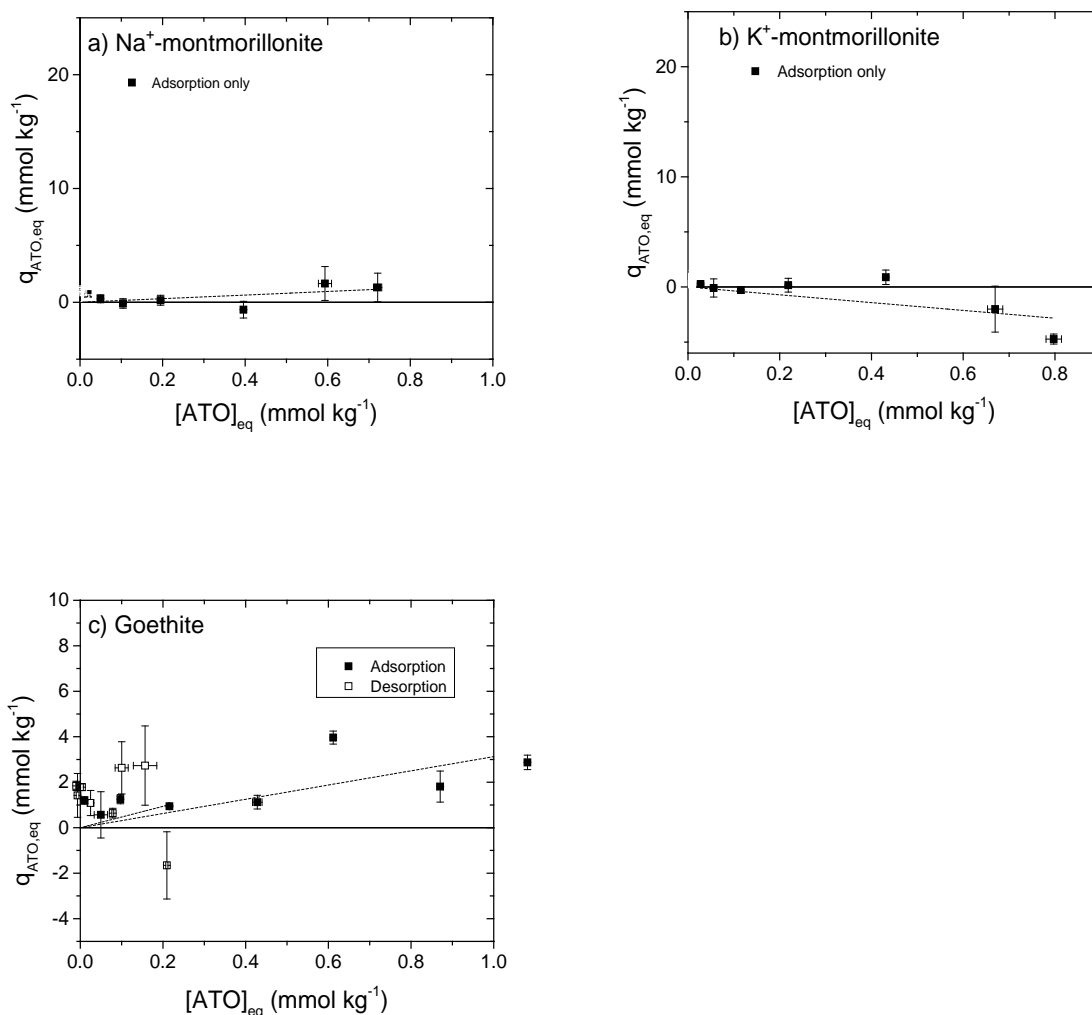 a) Na⁺-montmorillonite
Adsorption only
20
10
0
q_ATO,eq (mmol kg⁻¹)
0.0 0.2 0.4 0.6 0.8 1.0
[ATO]_eq (mmol kg⁻¹)
b) K⁺-montmorillonite
Adsorption only
20
10
0
q_ATO,eq (mmol kg⁻¹)
0.0 0.2 0.4 0.6 0.8
[ATO]_eq (mmol kg⁻¹)
c) Goethite
Adsorption
Desorption
10
8
6
4
2
0
-2
-4
q_ATO,eq (mmol kg⁻¹)
0.0 0.2 0.4 0.6 0.8 1.0
[ATO]_eq (mmol kg⁻¹)